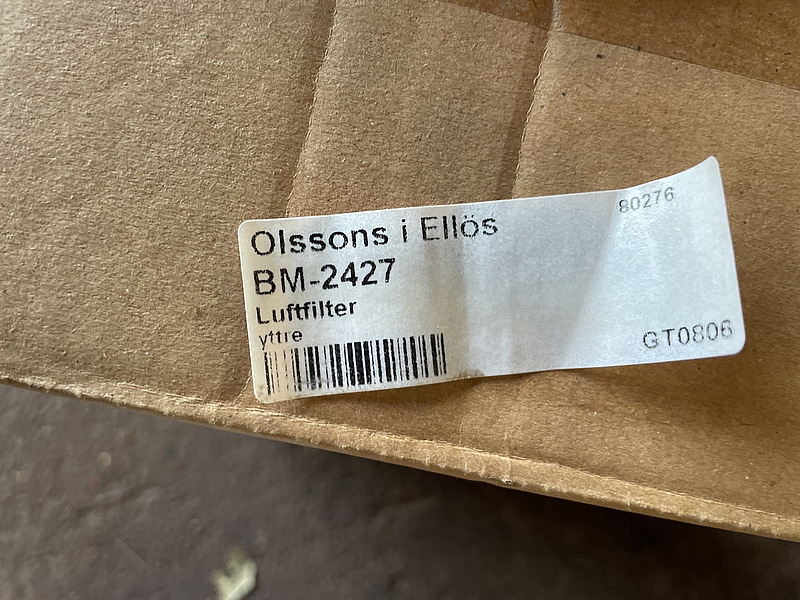 Olssons i Ellös
80276
BM-2427
Luftfilter
yttre
GT0806